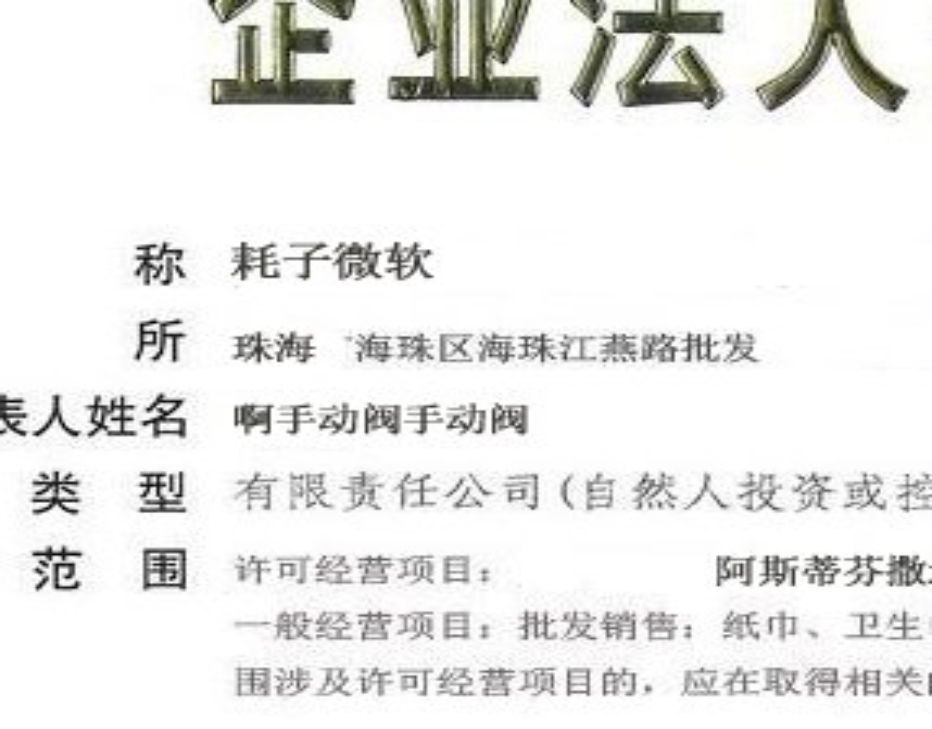 企业法人
称 耗子微软
所 珠海 海珠区海珠江燕路批发
表人姓名 啊手动阀手动阀
类 型 有限责任公司(自然人投资或控
范 围 许可经营项目: 阿斯蒂芬撒
一般经营项目:批发销售:纸巾、卫生
围涉及许可经营项目的,应在取得相关